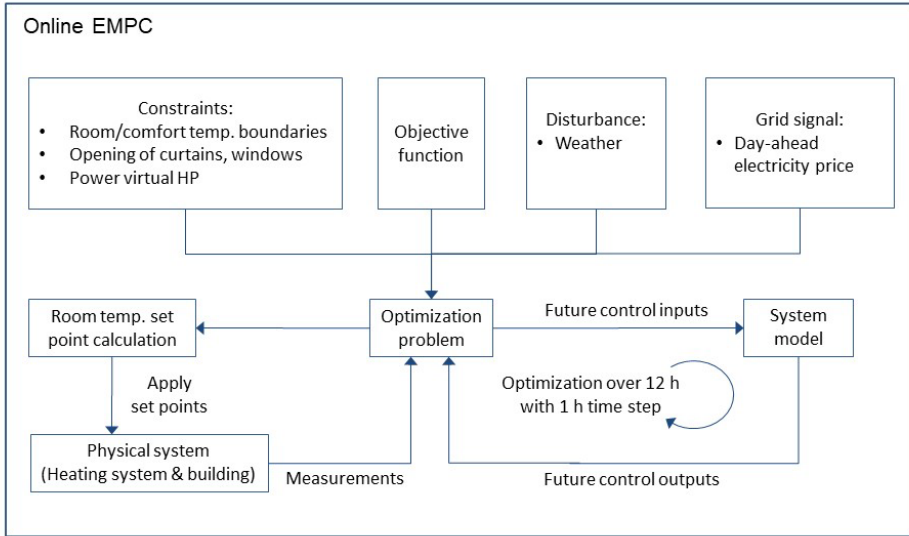 Online EMPC
Constraints:
• Room/comfort temp. boundaries
• Opening of curtains, windows
• Power virtual HP
Objective
function
Disturbance:
• Weather
Grid signal:
• Day-ahead
electricity price
Room temp. set
point calculation
Optimization
problem
Future control inputs
System
model
Apply
set points
Optimization over 12 h
with 1 h time step
Physical system
(Heating system & building)
Measurements
Future control outputs